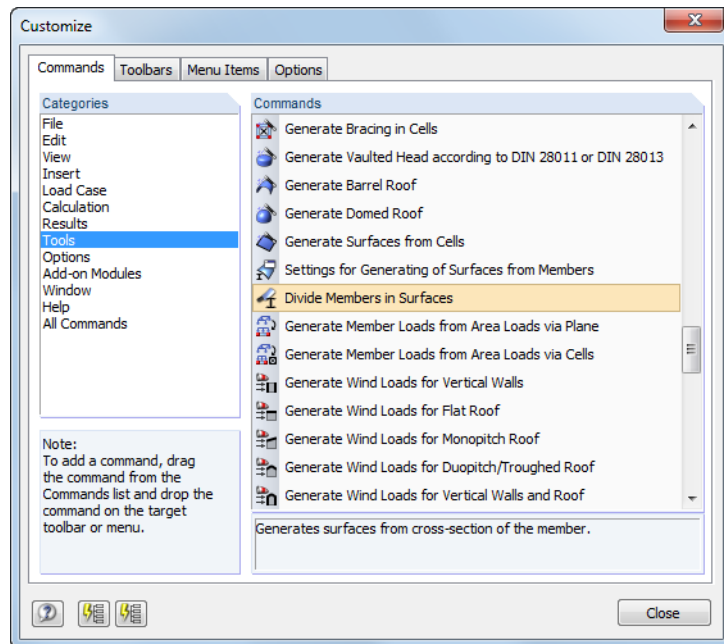 Customize
Commands
Toolbars
Menu Items
Options
Categories
File
Edit
View
Insert
Load Case
Calculation
Results
Tools
Options
Add-on Modules
Window
Help
All Commands
Note:
To add a command, drag
the command from the
Commands list and drop the
command on the target
toolbar or menu.
Commands
Generate Bracing in Cells
Generate Vaulted Head according to DIN 28011 or DIN 28013
Generate Barrel Roof
Generate Domed Roof
Generate Surfaces from Cells
Settings for Generating of Surfaces from Members
Divide Members in Surfaces
Generate Member Loads from Area Loads via Plane
Generate Member Loads from Area Loads via Cells
Generate Wind Loads for Vertical Walls
Generate Wind Loads for Flat Roof
Generate Wind Loads for Monopitch Roof
Generate Wind Loads for Duopitch/Troughed Roof
Generate Wind Loads for Vertical Walls and Roof
Generates surfaces from cross-section of the member.
Close